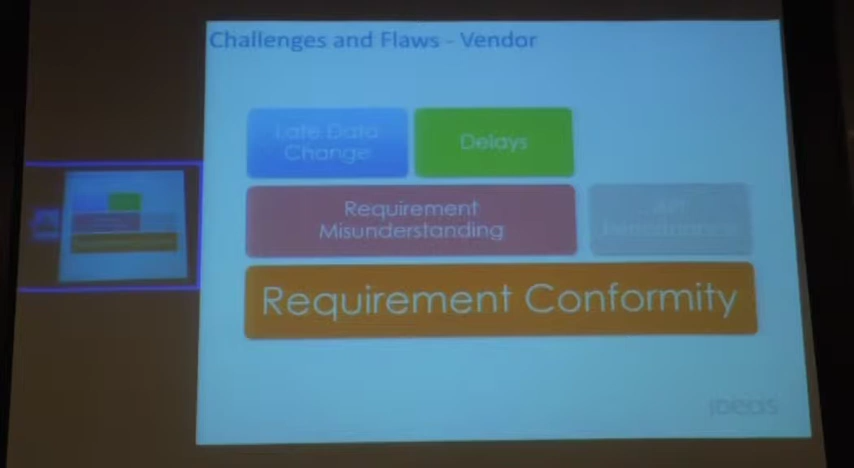 Challenges and Flaws - Vendor
Late Data
Change
Delays
Requirement
Misunderstanding
Requirement Conformity